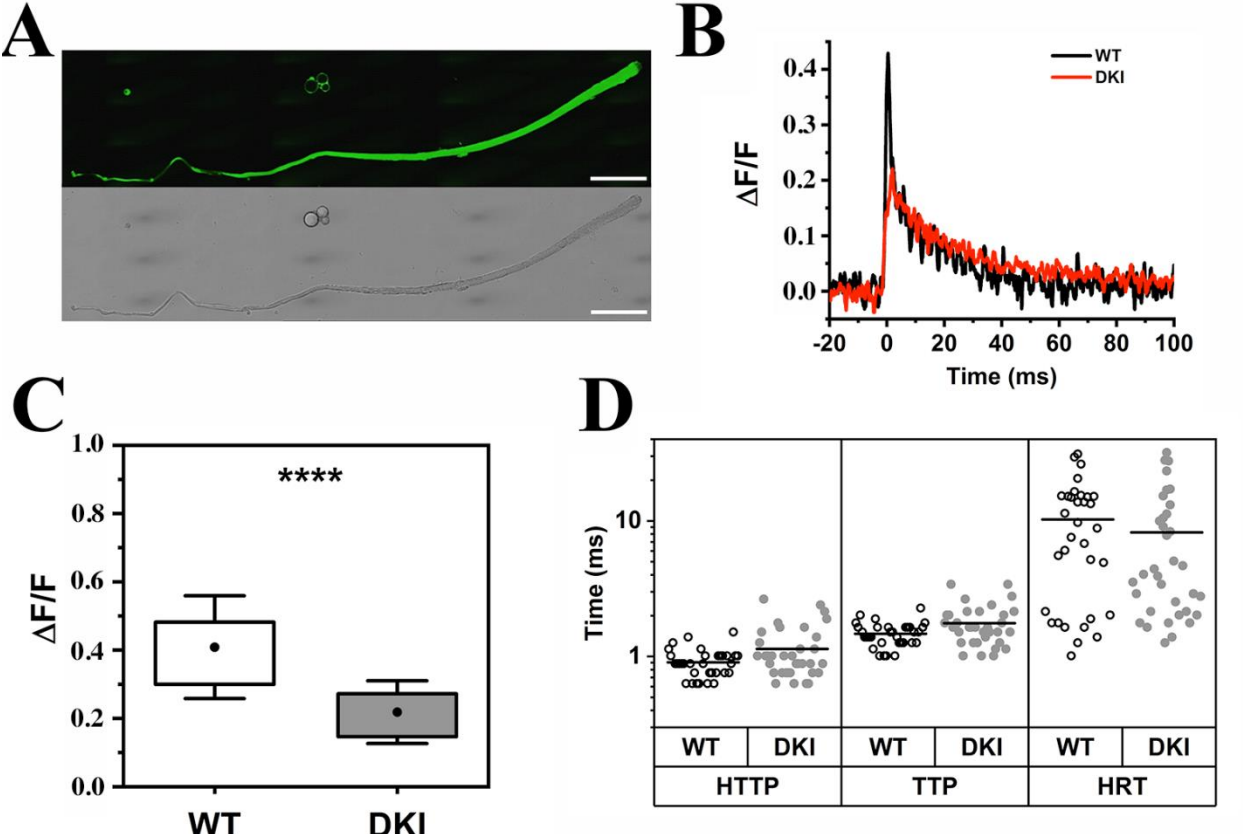 A
B
WT
DKI
0.4
0.3
0.2
0.1
0.0
ΔF/F
-20 0 20 40 60 80 100
Time (ms)
C
1.0
0.8
0.6
0.4
0.2
0.0
ΔF/F
****
WT DKI
D
10
1
Time (ms)
WT DKI WT DKI WT DKI
HTTP TTP HRT